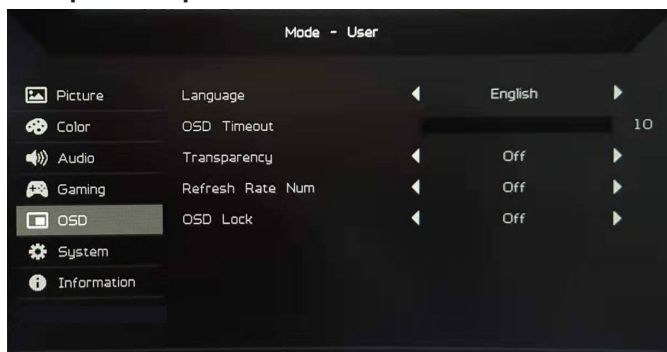 Mode - User
Picture
Language
English
Color
OSD Timeout
10
Audio
Transparency
Off
Gaming
Refresh Rate Num
Off
OSD
OSD Lock
Off
System
Information